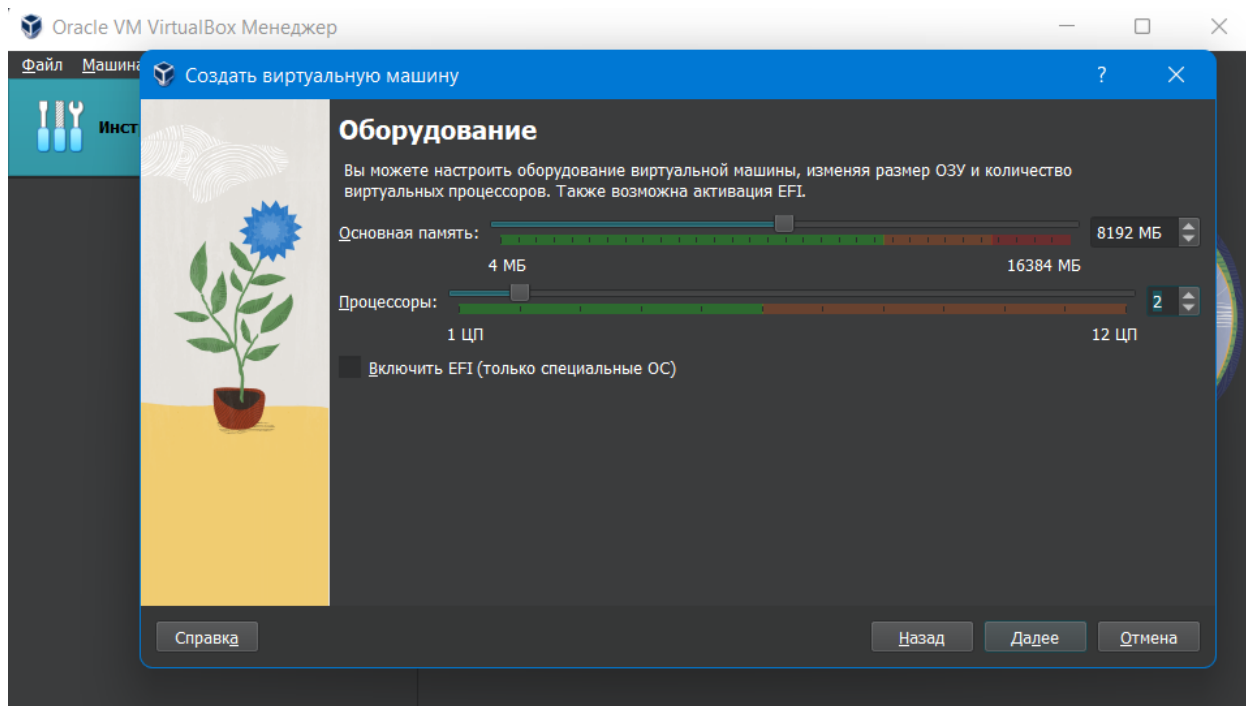 Oracle VM VirtualBox Менеджер
Файл Машина
Создать виртуальную машину ?
Инст
Оборудование
Вы можете настроить оборудование виртуальной машины, изменяя размер ОЗУ и количество
виртуальных процессоров. Также возможна активация EFI.
Основная память: 8192 МБ
4 МБ 16384 МБ
Процессоры: 2
1 ЦП 12 ЦП
Включить EFI (только специальные ОС)
Справка Назад Далее Отмена